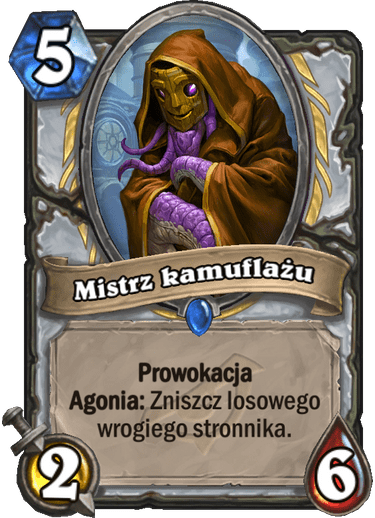 5
Mistrz kamuflażu
Prowokacja
Agonia: Zniszcz losowego
wrogiego stronnika.
2
6